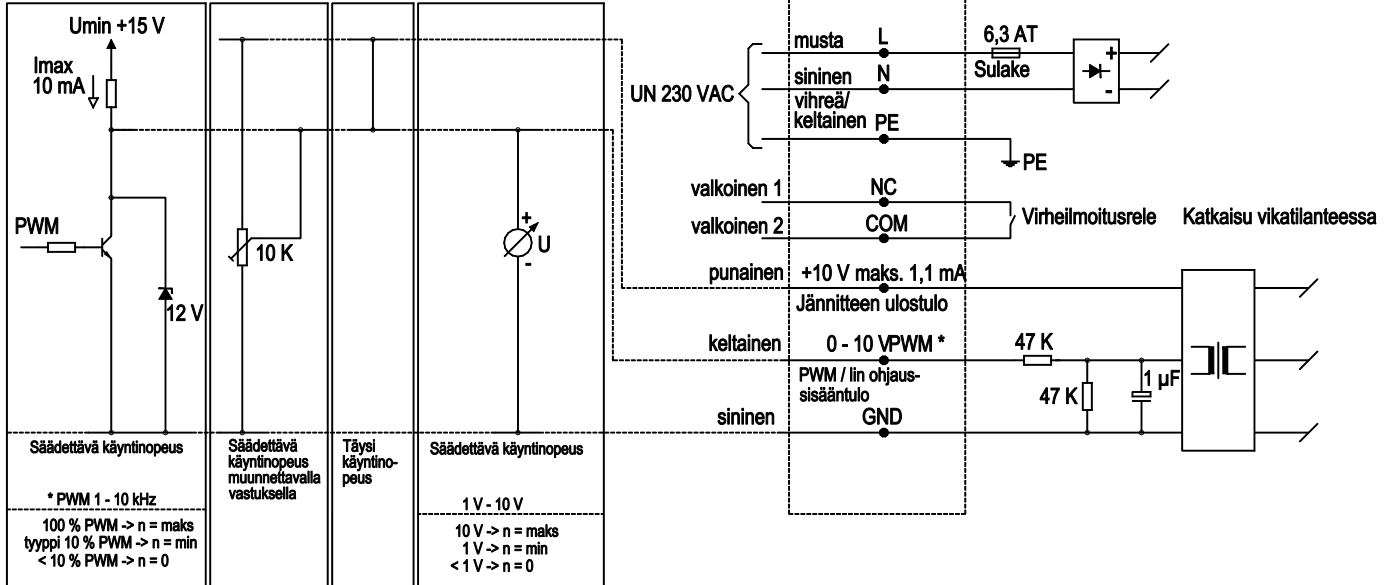 Umin +15 V
Imax
10 mA
PWM
12 V
Säädettävä käyntinopeus
* PWM 1 - 10 kHz
100 % PWM -> n = maks
tyyppi 10 % PWM -> n = min
< 10 % PWM -> n = 0
10 K
Säädettävä
käyntinopeus
muunnettavalla
vastuksella
Täysi
käyntino-
peus
+
U
-
Säädettävä käyntinopeus
1 V - 10 V
10 V -> n = maks
1 V -> n = min
< 1 V -> n = 0
UN 230 VAC
musta L
6,3 AT
Sulake
+
-
sininen N
vihreä/
keltainen PE
PE
valkoinen 1 NC
valkoinen 2 COM
Virheilmoitusrele Katkaisu vikatilanteessa
punainen +10 V maks. 1,1 mA
Jännitteen ulostulo
keltainen 0 - 10 VPWM *
47 K
PWM / lin ohjaus-
sisääntulo
47 K
1 µF
sininen GND